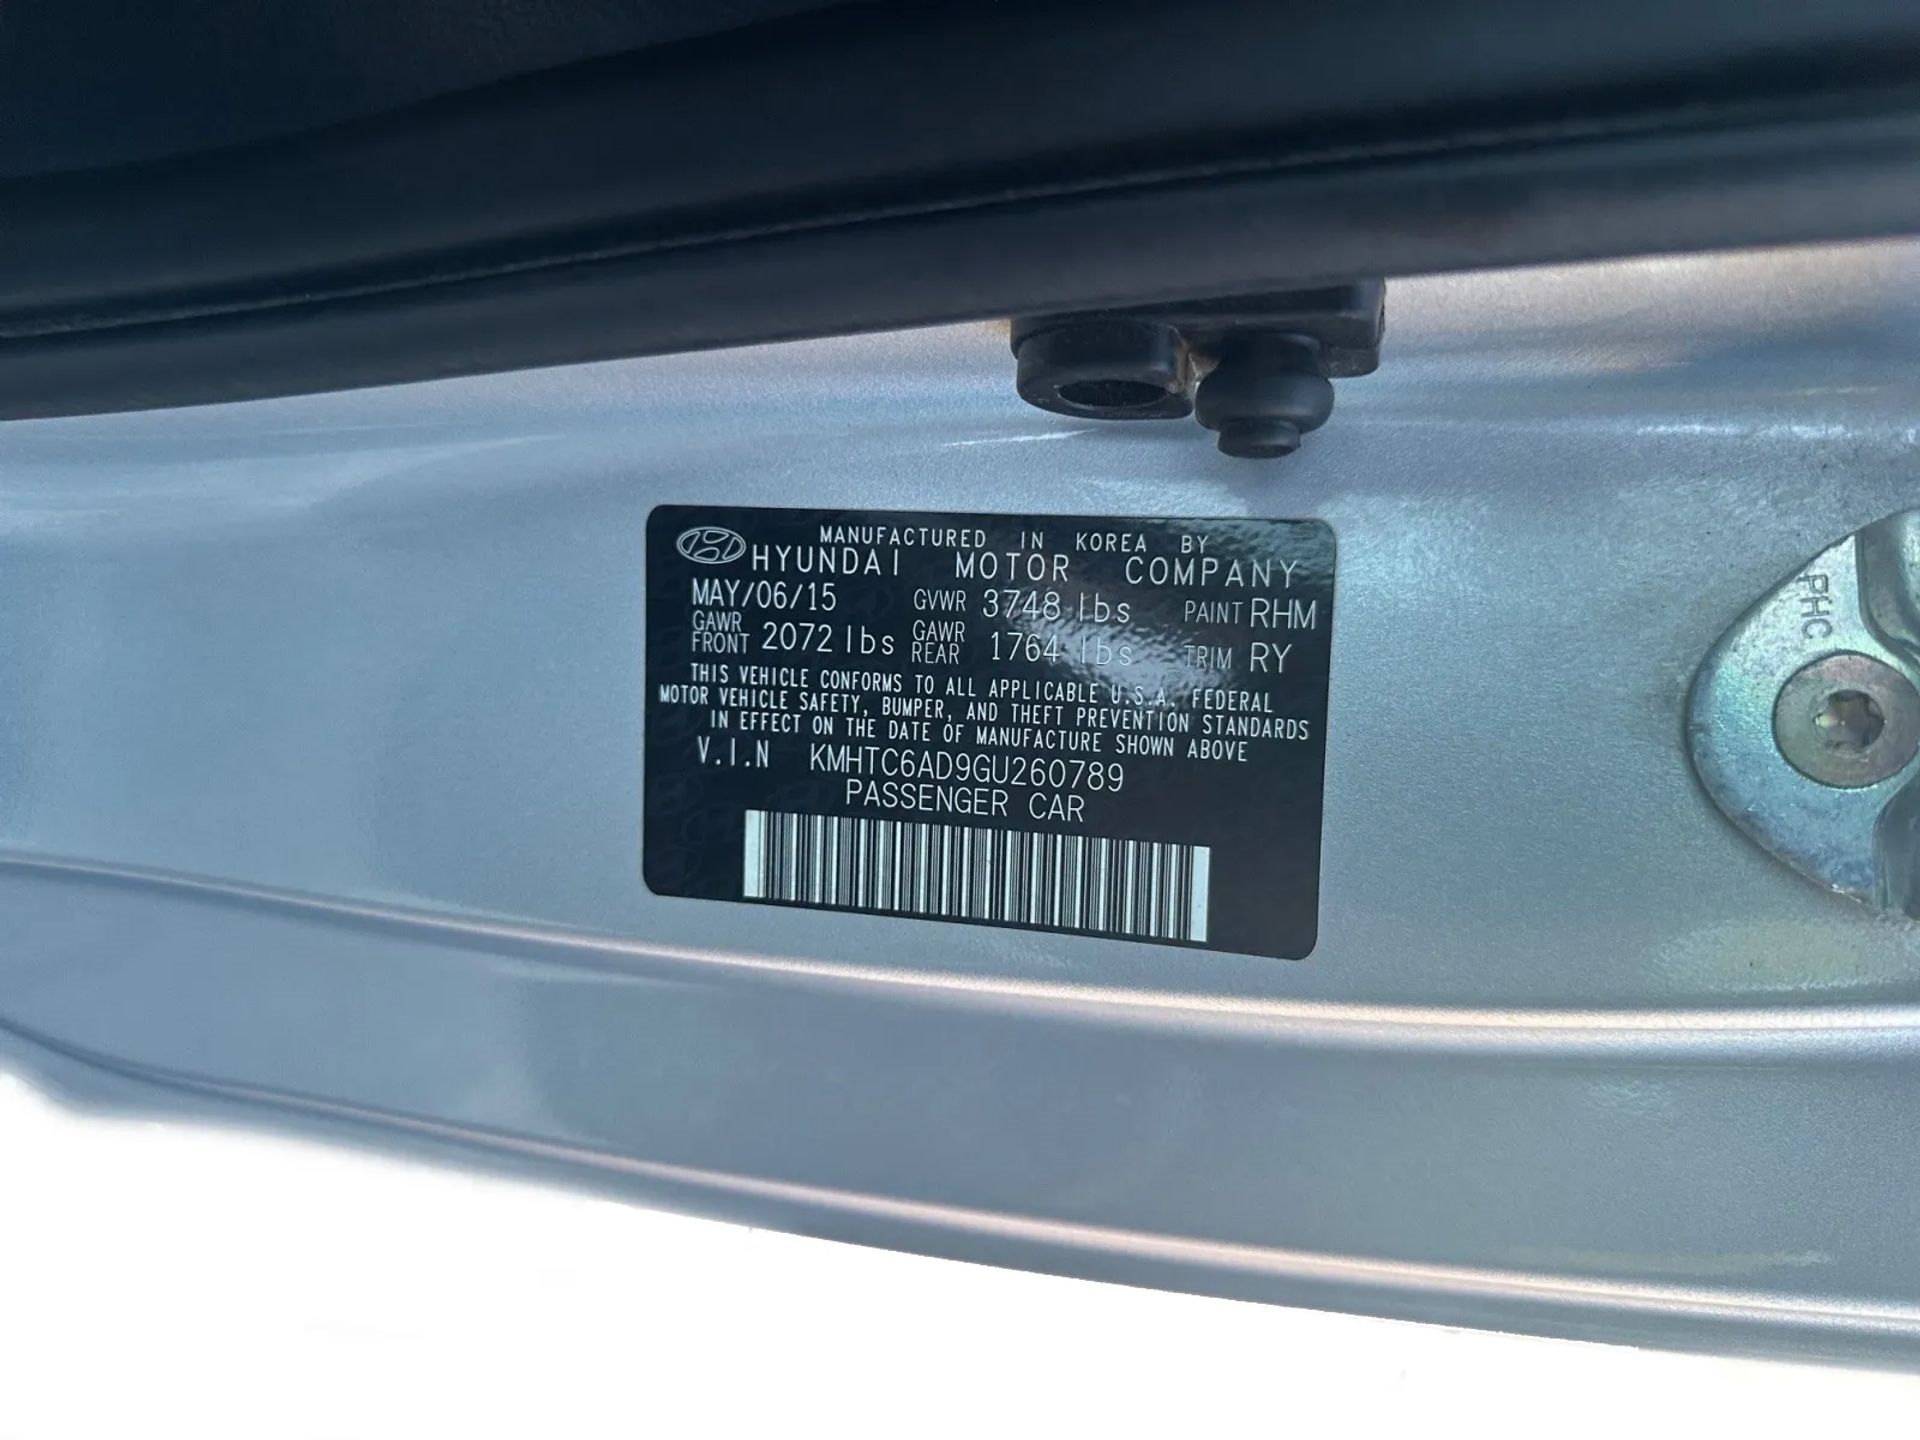 MANUFACTURED IN KOREA BY
HYUNDAI MOTOR COMPANY
MAY/06/15 GVWR 3748 lbs PAINT RHM
GAWR FRONT 2072 lbs GAWR REAR 1764 lbs TRIM RY
THIS VEHICLE CONFORMS TO ALL APPLICABLE U.S.A. FEDERAL
MOTOR VEHICLE SAFETY, BUMPER, AND THEFT PREVENTION STANDARDS
IN EFFECT ON THE DATE OF MANUFACTURE SHOWN ABOVE
V.I.N KMHTC6AD9GU260789
PASSENGER CAR
PHC